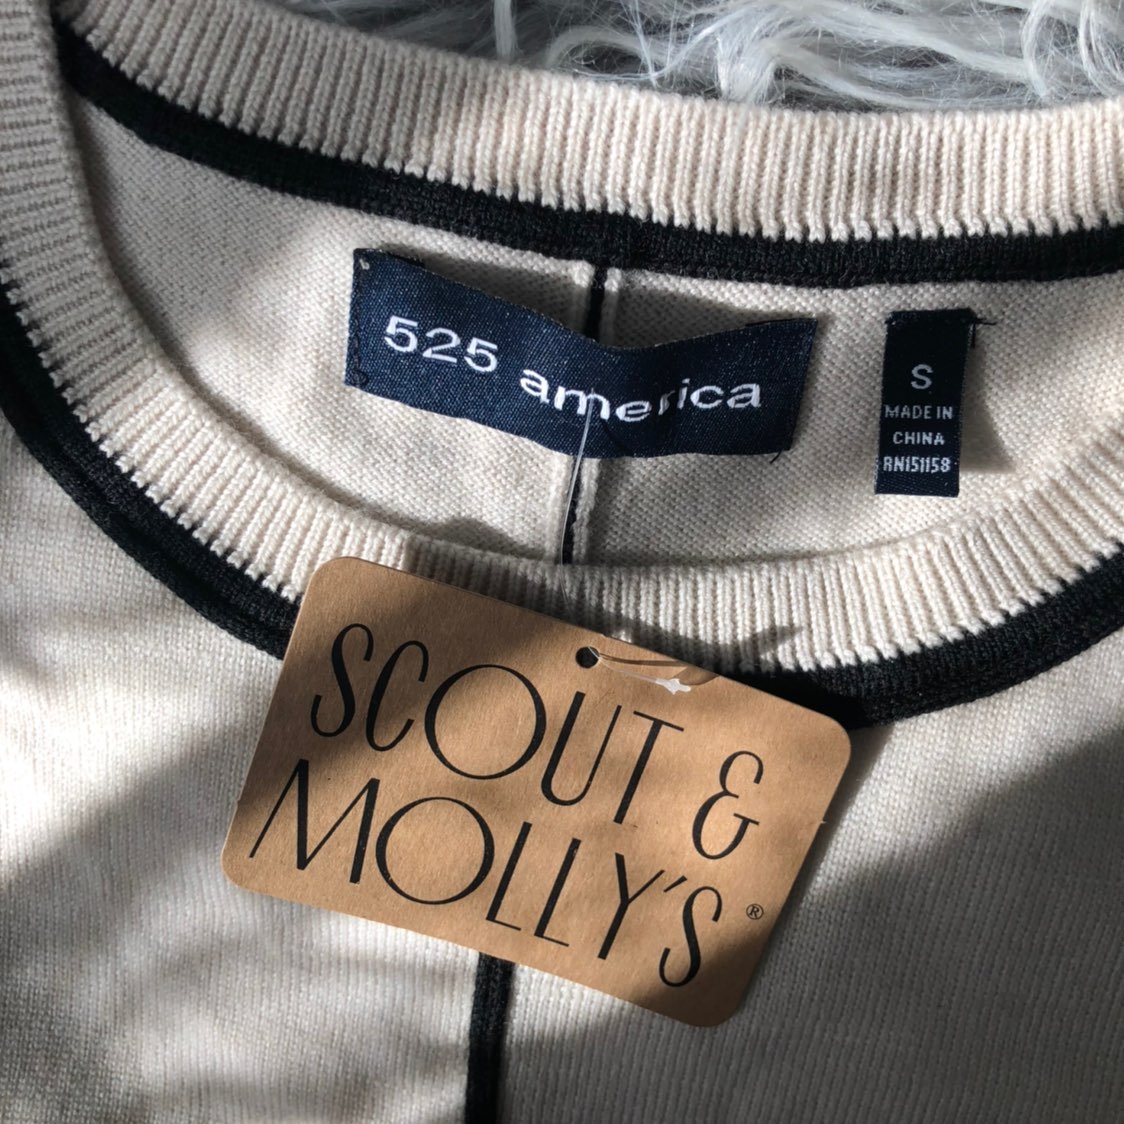 525 america
S
MADE IN
CHINA
RN151158
SCOUT &
MOLLY'S®